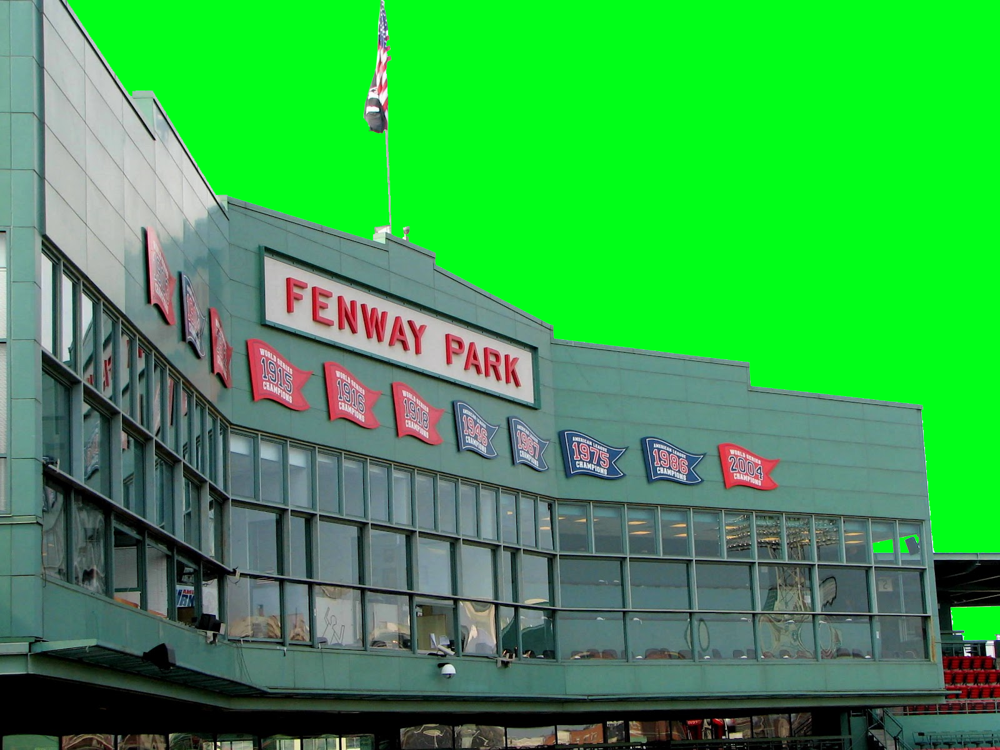 FENWAY PARK
WORLD SERIES
1915
CHAMPIONS
WORLD SERIES
1916
CHAMPIONS
WORLD SERIES
1918
CHAMPIONS
AMERICAN LEAGUE
1946
CHAMPIONS
AMERICAN LEAGUE
1967
CHAMPIONS
AMERICAN LEAGUE
1975
CHAMPIONS
AMERICAN LEAGUE
1986
CHAMPIONS
WORLD SERIES
2004
CHAMPIONS
2